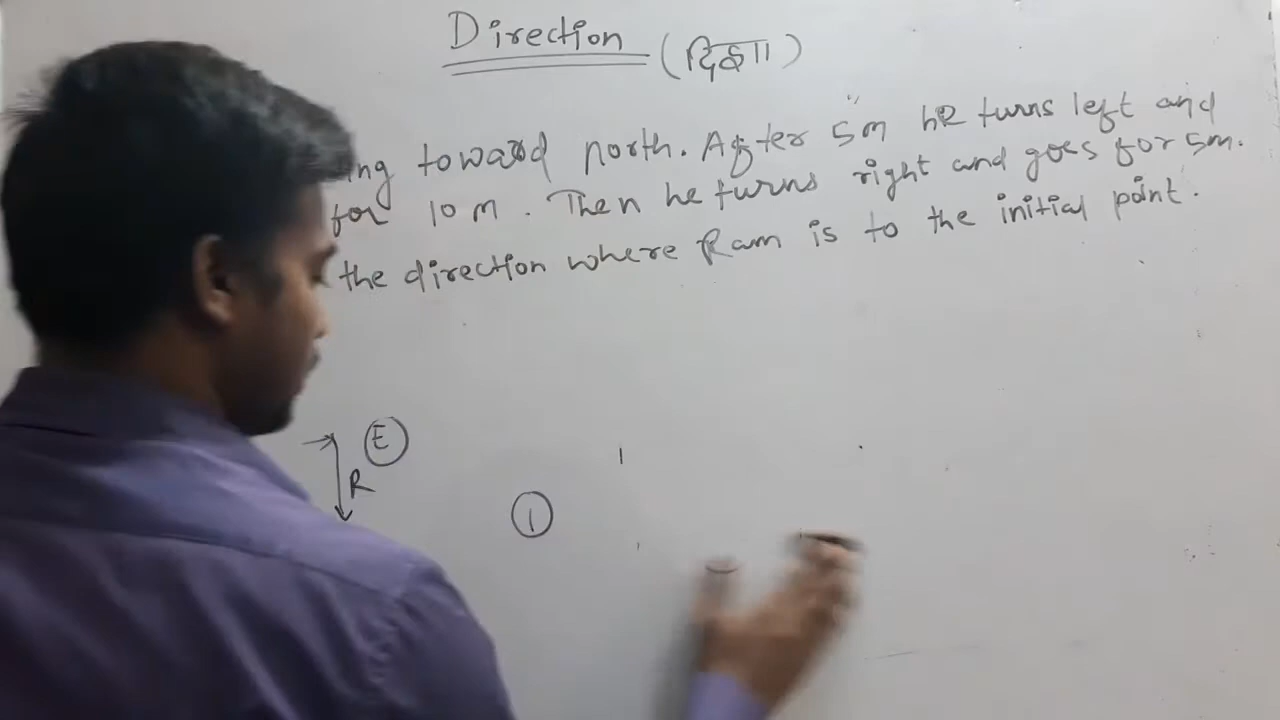 Direction (दिशा)
ing toward north. After 5m he turns left and
for 10 m. Then he turns right and goes for 5m.
the direction where Ram is to the initial point.
E
R
1